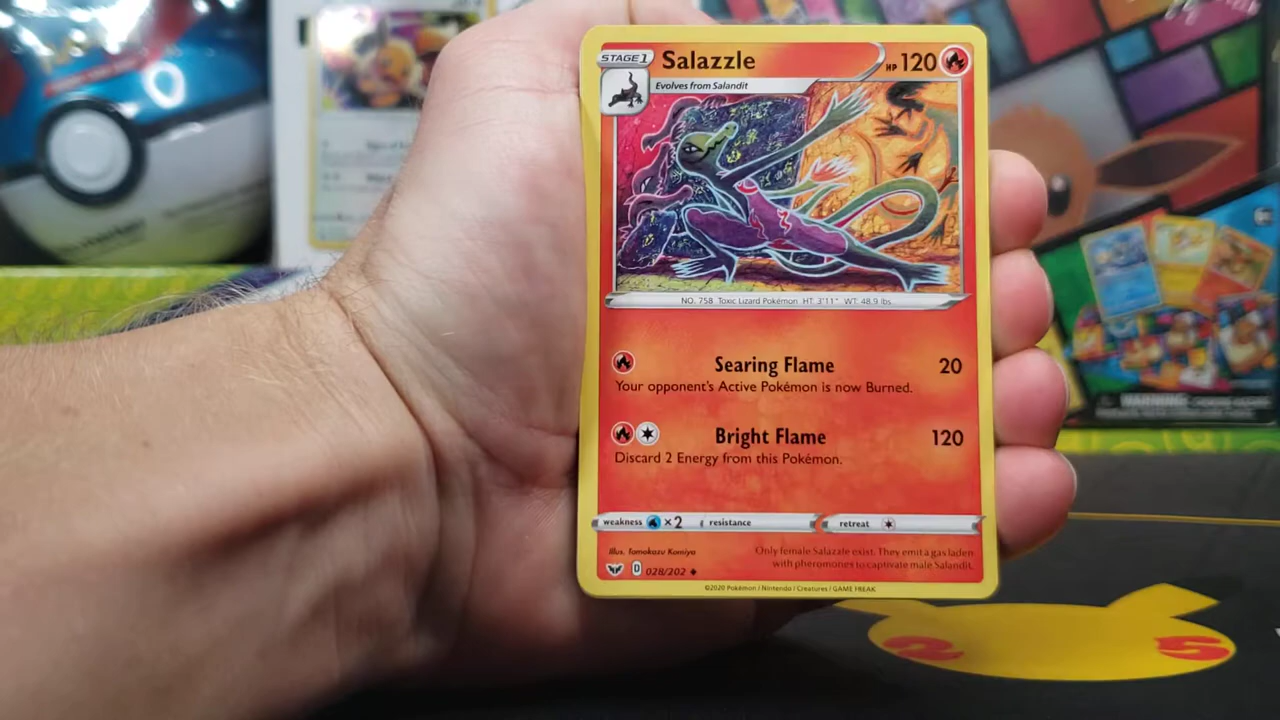 STAGE 1
Salazzle
HP 120
Evolves from Salandit
NO. 758 Toxic Lizard Pokémon HT: 3'11" WT: 48.9 lbs.
Searing Flame 20
Your opponent's Active Pokémon is now Burned.
Bright Flame 120
Discard 2 Energy from this Pokémon.
weakness ×2 resistance retreat
Illus. Tomokazu Komiya
Only female Salazzle exist. They emit a gas laden
with pheromones to captivate male Salandit.
D 028/202
©2020 Pokémon / Nintendo / Creatures / GAME FREAK
WARNING:
25